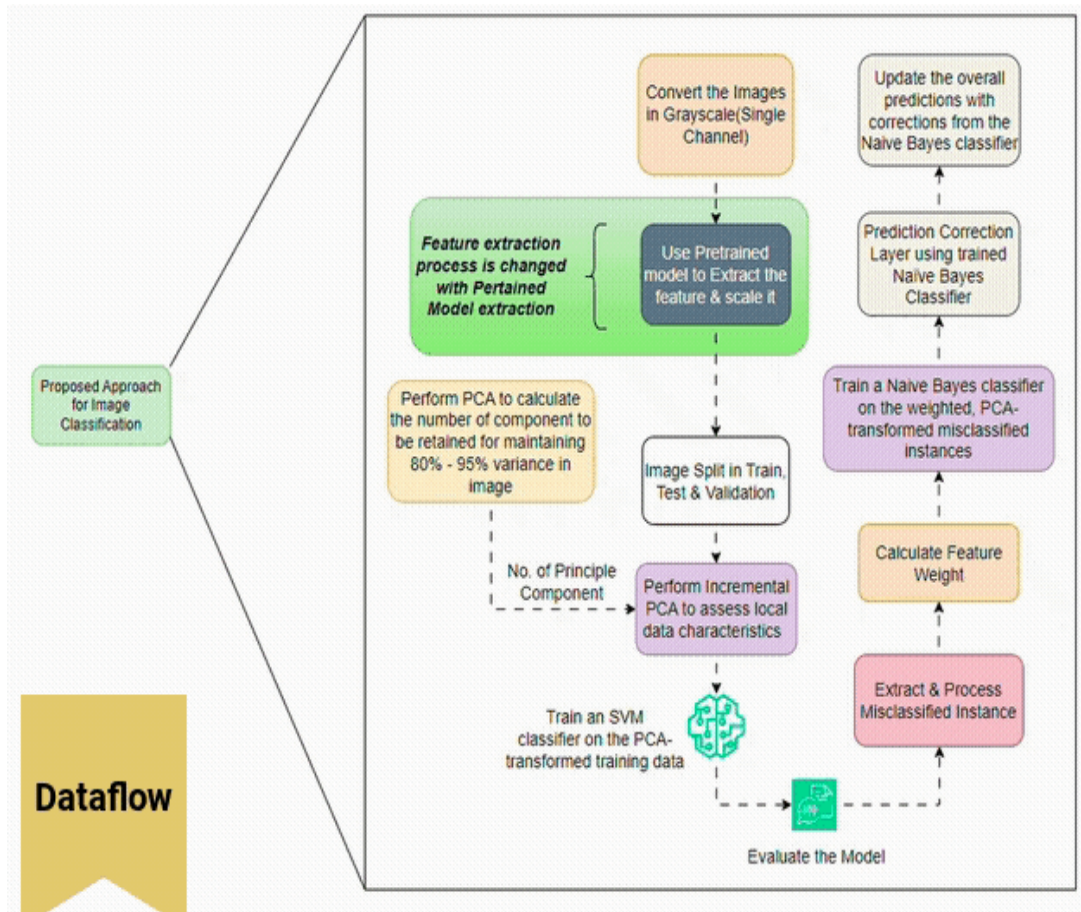 Proposed Approach
for Image
Classification
Dataflow
Convert the Images
in Grayscale(Single
Channel)
Feature extraction
process is changed
with Pertained
Model extraction
Use Pretrained
model to Extract the
feature & scale it
Perform PCA to calculate
the number of component to
be retained for maintaining
80% - 95% variance in
image
Image Split in Train,
Test & Validation
No. of Principle
Component
Perform Incremental
PCA to assess local
data characteristics
Train an SVM
classifier on the PCA-
transformed training data
Evaluate the Model
Extract & Process
Misclassified Instance
Calculate Feature
Weight
Train a Naive Bayes classifier
on the weighted, PCA-
transformed misclassified
instances
Prediction Correction
Layer using trained
Naïve Bayes
Classifier
Update the overall
predictions with
corrections from the
Naive Bayes classifier